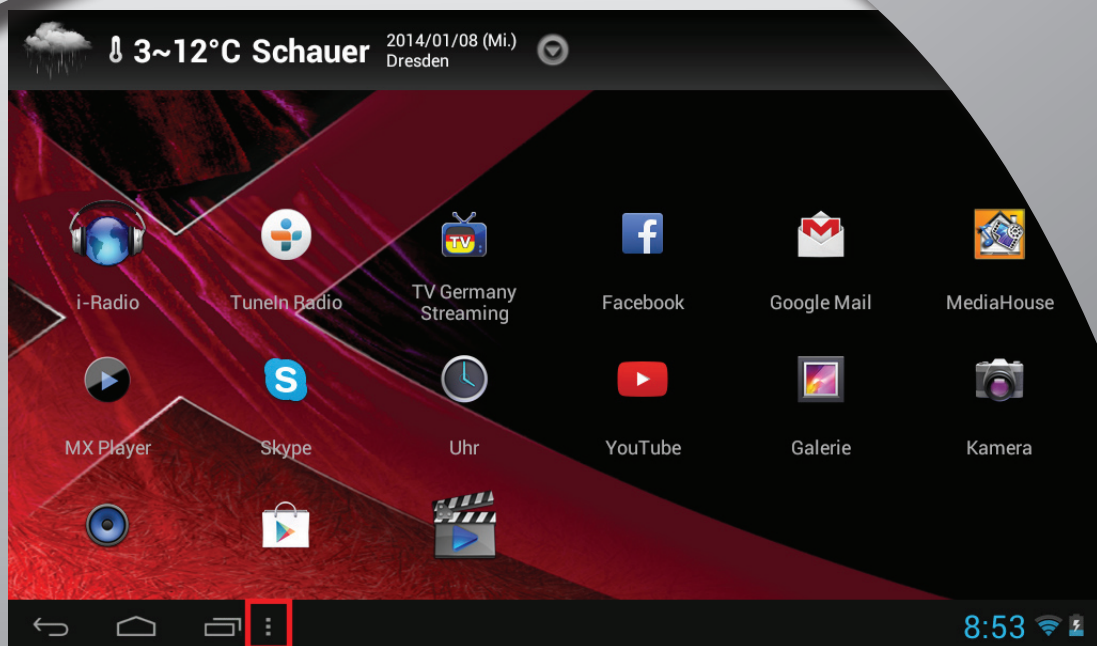 3~12°C Schauer
2014/01/08 (Mi.)
Dresden
TV
f
i-Radio
TuneIn Radio
TV Germany
Streaming
Facebook
Google Mail
MediaHouse
S
MX Player
Skype
Uhr
YouTube
Galerie
Kamera
8:53